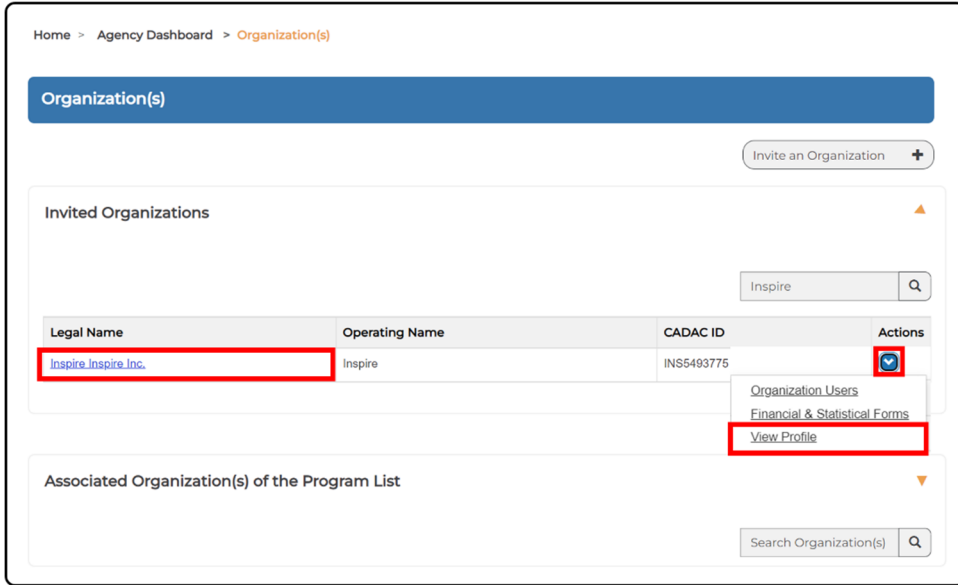 Home > Agency Dashboard > Organization(s)
Organization(s)
Invite an Organization +
Invited Organizations
Inspire
Legal Name Operating Name CADAC ID Actions
Inspire Inspire Inc. Inspire INS5493775
Organization Users
Financial & Statistical Forms
View Profile
Associated Organization(s) of the Program List
Search Organization(s)